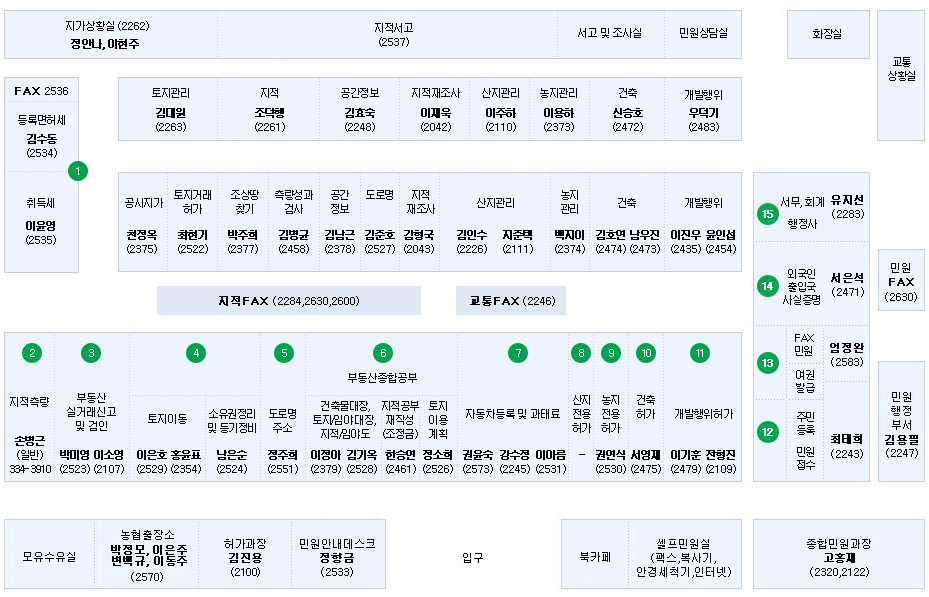 지가상황실 (2262)
정안나, 이현주
지적서고
(2537)
서고 및 조사실
민원상담실
화장실
교통
상황실
FAX 2536
등록면허세
김수동
(2534)
1
취득세
이윤영
(2535)
토지관리
김대원
(2263)
지적
조덕행
(2261)
공간정보
김효숙
(2248)
지적재조사
이재욱
(2042)
산지관리
이주하
(2110)
농지관리
이용하
(2373)
건축
신승호
(2472)
개발행위
우덕기
(2483)
공시지가
천정옥
(2375)
토지거래
허가
최현기
(2522)
조상땅
찾기
박주희
(2377)
측량성과
검사
김병균
(2458)
공간
정보
김남근
(2378)
도로명
김준호
(2527)
지적
재조사
김형국
(2043)
산지관리
김인수 지준택
(2226) (2111)
농지
관리
백지이
(2374)
건축
김호연 남우진
(2474) (2473)
개발행위
이진우 윤인섭
(2435) (2454)
지적FAX (2284,2630,2600)
교통FAX (2246)
15
서무, 회계
행정사
유지선
(2283)
14
외국인
출입국
사실증명
서은석
(2471)
13
FAX
민원
여권
발급
엄정완
(2583)
12
주민
등록
민원
접수
최태희
(2243)
민원
FAX
(2630)
민원
행정
부서
김용필
(2247)
2
지적측량
손병근
(일반)
334-3910
3
부동산
실거래신고
및 검인
박미영 이소영
(2523) (2107)
4
토지이동
이은호 홍윤표
(2529) (2354)
소유권정리
및 등기정비
남은순
(2524)
5
도로명
주소
정주희
(2551)
6
부동산종합공부
건축물대장,
토지/임야대장,
지적/임야도
이정아 김기옥
(2379) (2528)
지적공부
재작성
(조정금)
한승연
(2461)
토지
이용
계획
정소희
(2526)
7
자동차등록 및 과태료
권윤숙 강수정 이아름
(2573) (2245) (2531)
8
산지
전용
허가
-
9
농지
전용
허가
권연식
(2530)
10
건축
허가
서영재
(2475)
11
개발행위허가
이기훈 전형진
(2479) (2109)
모유수유실
농협출장소
박정모, 이은주
변백규, 이동주
(2570)
허가과장
김진용
(2100)
민원안내데스크
정향금
(2533)
입구
북카페
셀프민원실
(팩스,복사기,
안경세척기,인터넷)
종합민원과장
고홍재
(2320,2122)